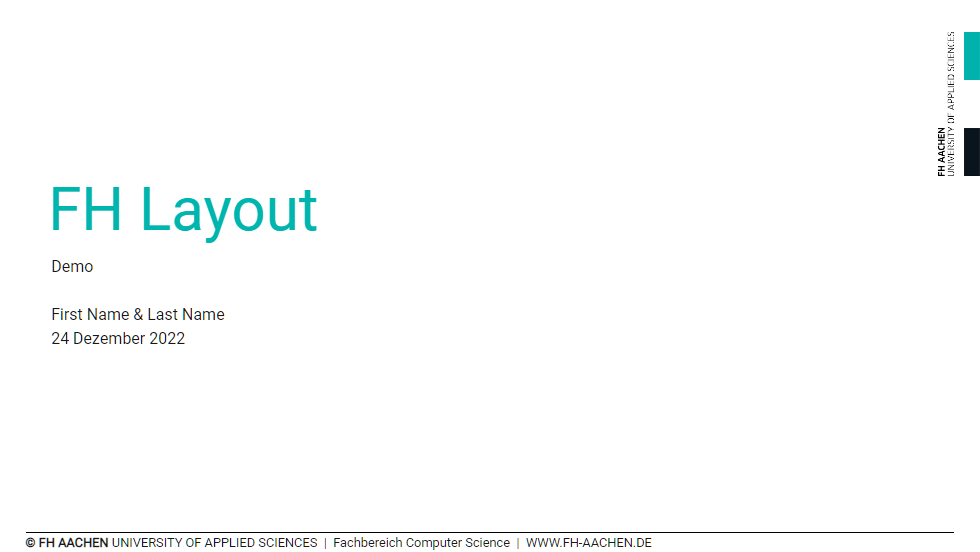 FH AACHEN
UNIVERSITY OF APPLIED SCIENCES
FH Layout
Demo
First Name & Last Name
24 Dezember 2022
© FH AACHEN UNIVERSITY OF APPLIED SCIENCES | Fachbereich Computer Science | WWW.FH-AACHEN.DE